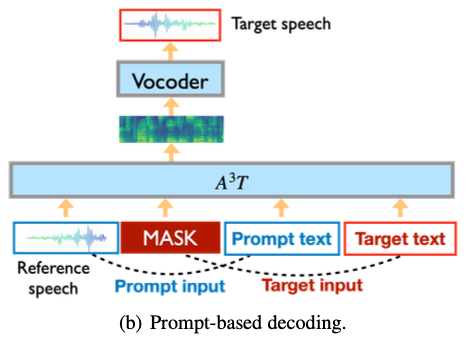 Target speech
Vocoder
A³T
MASK
Prompt text
Target text
Reference
speech
Prompt input
Target input
(b) Prompt-based decoding.